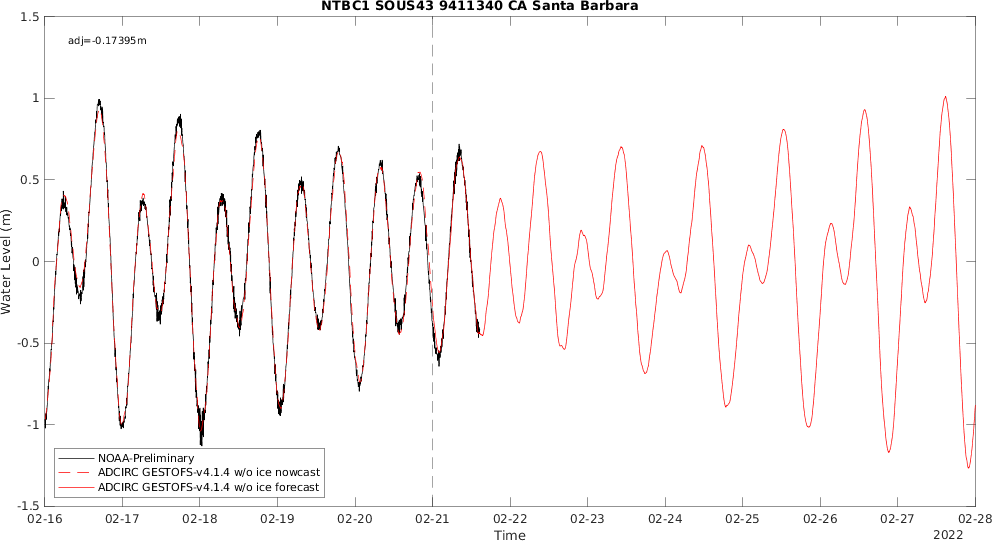 NTBC1 SOUS43 9411340 CA Santa Barbara
adj=-0.17395m
1.5
1
0.5
0
-0.5
-1
-1.5
Water Level (m)
NOAA-Preliminary
ADCIRC GESTOFS-v4.1.4 w/o ice nowcast
ADCIRC GESTOFS-v4.1.4 w/o ice forecast
02-16 02-17 02-18 02-19 02-20 02-21 02-22 02-23 02-24 02-25 02-26 02-27 02-28
Time
2022